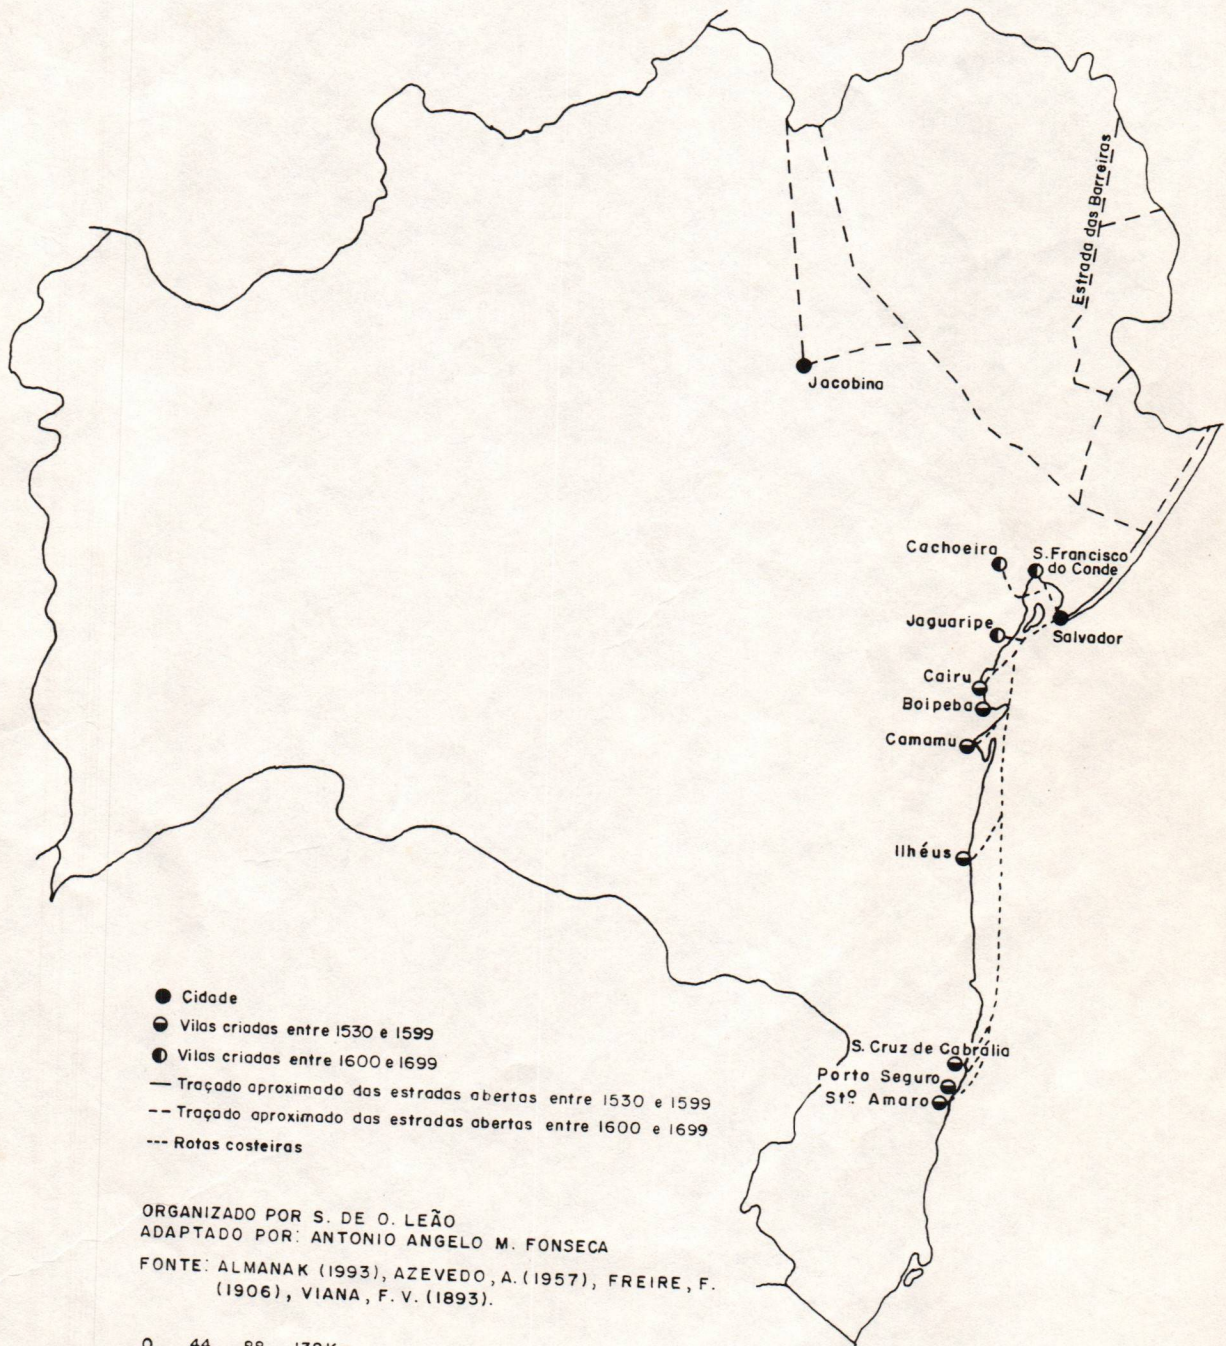 Estrada das Barreiras
Jacobina
Cachoeira
S. Francisco
do Conde
Jaguaripe
Salvador
Cairu
Boipeba
Camamu
Ilhéus
S. Cruz de Cabrália
Porto Seguro
Stº Amaro
Cidade
Vilas criadas entre 1530 e 1599
Vilas criadas entre 1600 e 1699
Traçado aproximado das estradas abertas entre 1530 e 1599
Traçado aproximado das estradas abertas entre 1600 e 1699
Rotas costeiras
ORGANIZADO POR S. DE O. LEÃO
ADAPTADO POR: ANTONIO ANGELO M. FONSECA
FONTE: ALMANAK (1993), AZEVEDO, A. (1957), FREIRE, F.
(1906), VIANA, F. V. (1893).
0 44 88